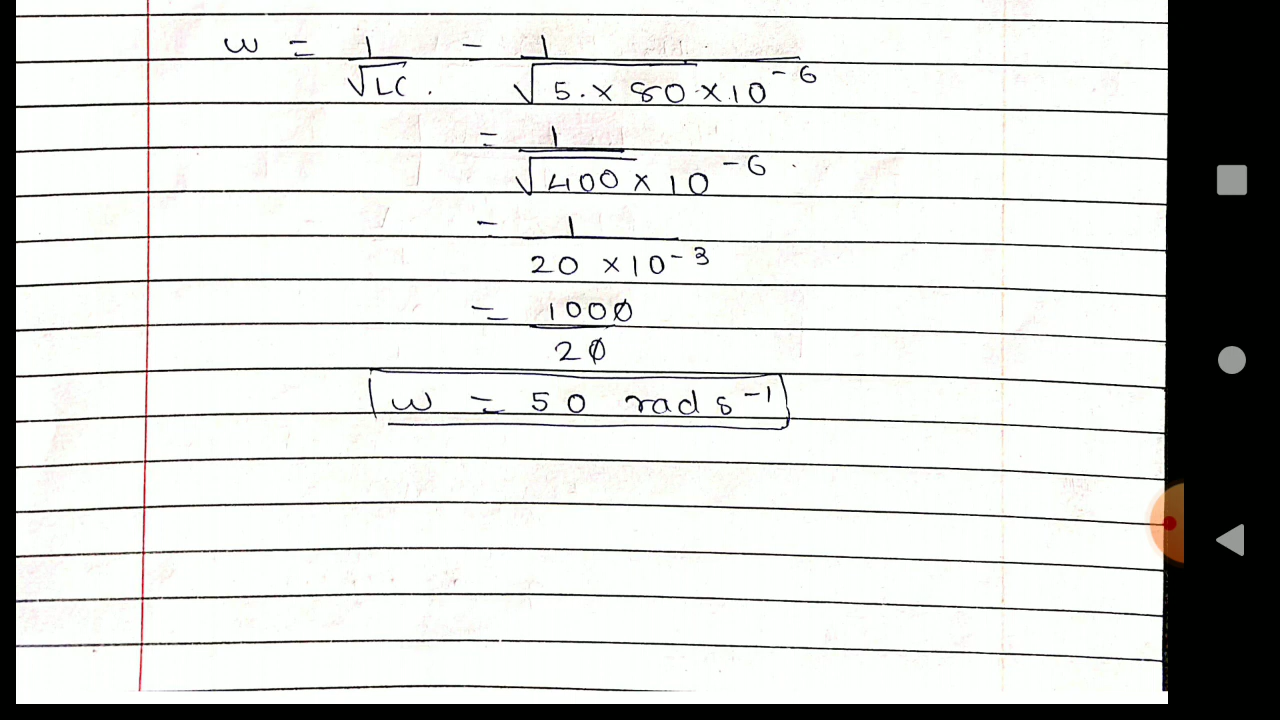 ω = 1/√LC. = 1/√5.×80×10⁻⁶
= 1/√400×10⁻⁶.
= 1/20×10⁻³
= 1000/20
ω = 50 rad s⁻¹